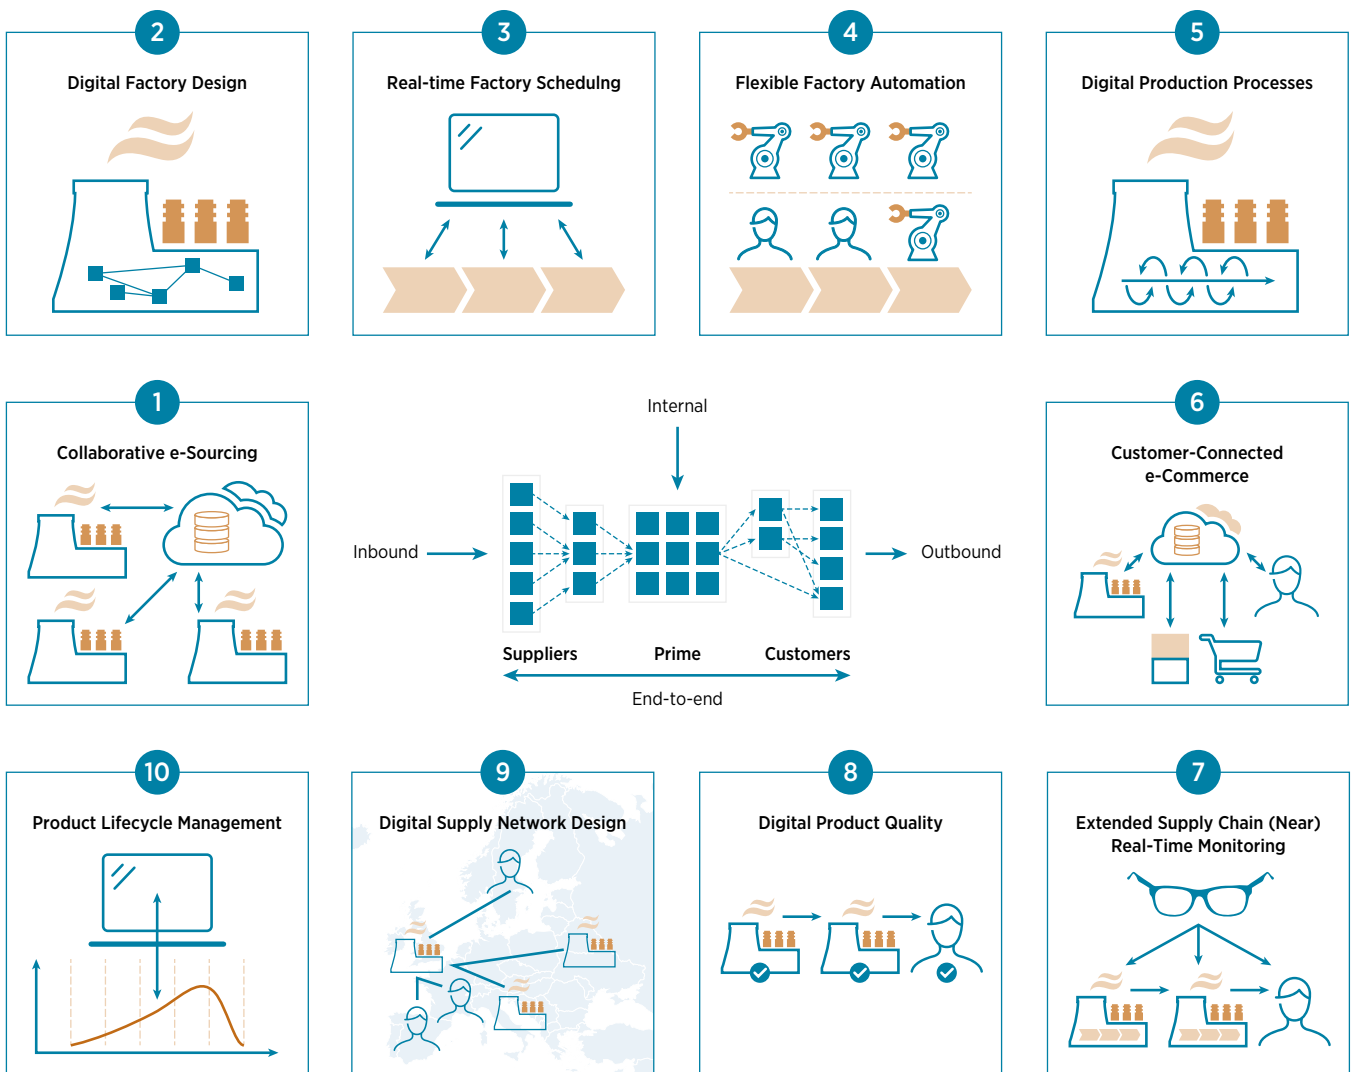 2
Digital Factory Design
3
Real-time Factory Schedulng
4
Flexible Factory Automation
5
Digital Production Processes
1
Collaborative e-Sourcing
Internal
Inbound
Outbound
Suppliers
Prime
Customers
End-to-end
6
Customer-Connected
e-Commerce
10
Product Lifecycle Management
9
Digital Supply Network Design
8
Digital Product Quality
7
Extended Supply Chain (Near)
Real-Time Monitoring